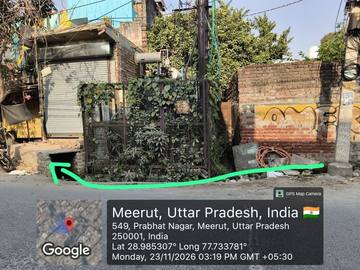 GPS Map Camera
Meerut, Uttar Pradesh, India 🇮🇳
549, Prabhat Nagar, Meerut, Uttar Pradesh
250001, India
Lat 28.985307° Long 77.733781°
Monday, 23/11/2026 03:19 PM GMT +05:30
Google